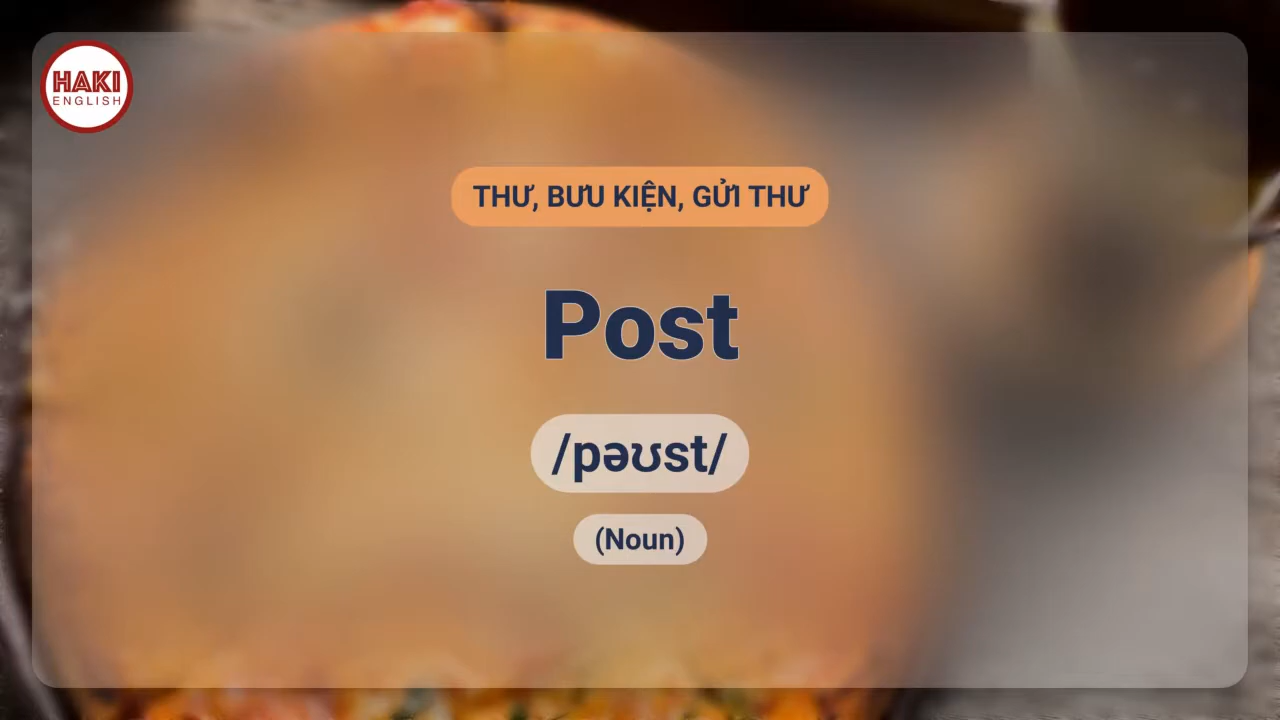 HAKI
ENGLISH
THƯ, BƯU KIỆN, GỬI THƯ
Post
/pəʊst/
(Noun)